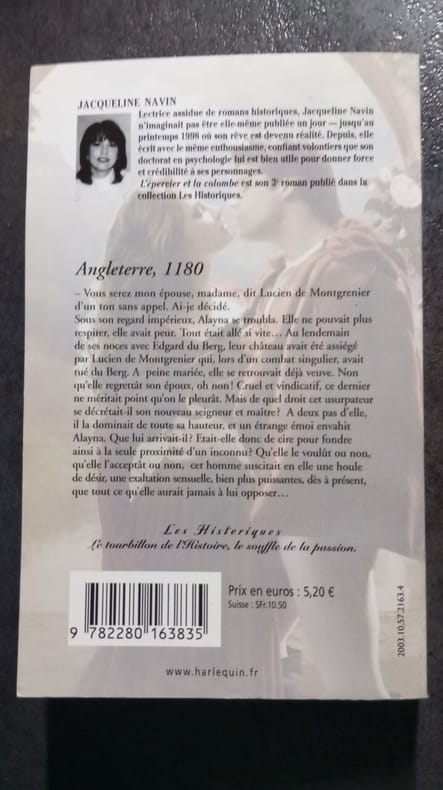 JACQUELINE NAVIN
Lectrice assidue de romans historiques, Jacqueline Navin
n'imaginait pas être elle-même publiée un jour — jusqu'au
printemps 1998 où son rêve est devenu réalité. Depuis, elle
écrit avec le même enthousiasme, confiant volontiers que son
doctorat en psychologie lui est bien utile pour donner force
et crédibilité à ses personnages.
L'épervier et la colombe est son 3e roman publié dans la
collection Les Historiques.
Angleterre, 1180
– Vous serez mon épouse, madame, dit Lucien de Montgrenier
d'un ton sans appel. Ai-je décidé.
Sous son regard impérieux, Alayna se troubla. Elle ne pouvait plus
respirer, elle avait peur. Tout était allé si vite... Au lendemain
de ses noces avec Edgard du Berg, leur château avait été assiégé
par Lucien de Montgrenier qui, lors d'un combat singulier, avait
tué du Berg. A peine mariée, elle se retrouvait déjà veuve. Non
qu'elle regrettât son époux, oh non! Cruel et vindicatif, ce dernier
ne méritait point qu'on le pleurât. Mais de quel droit cet usurpateur
se décrétait-il son nouveau seigneur et maître? A deux pas d'elle,
il la dominait de toute sa hauteur, et un étrange émoi envahit
Alayna. Que lui arrivait-il? Etait-elle donc de cire pour fondre
ainsi à la seule proximité d'un inconnu? Qu'elle le voulût ou non,
qu'elle l'acceptât ou non, cet homme suscitait en elle une houle
de désir, une exaltation sensuelle, bien plus puissantes, dès à présent,
que tout ce qu'elle aurait jamais à lui opposer...
Les Historiques
Le tourbillon de l'Histoire, le souffle de la passion.
Prix en euros : 5,20 €
Suisse : SFr.10.50
9 782280 163835
2003.10.57.2163.4
www.harlequin.fr